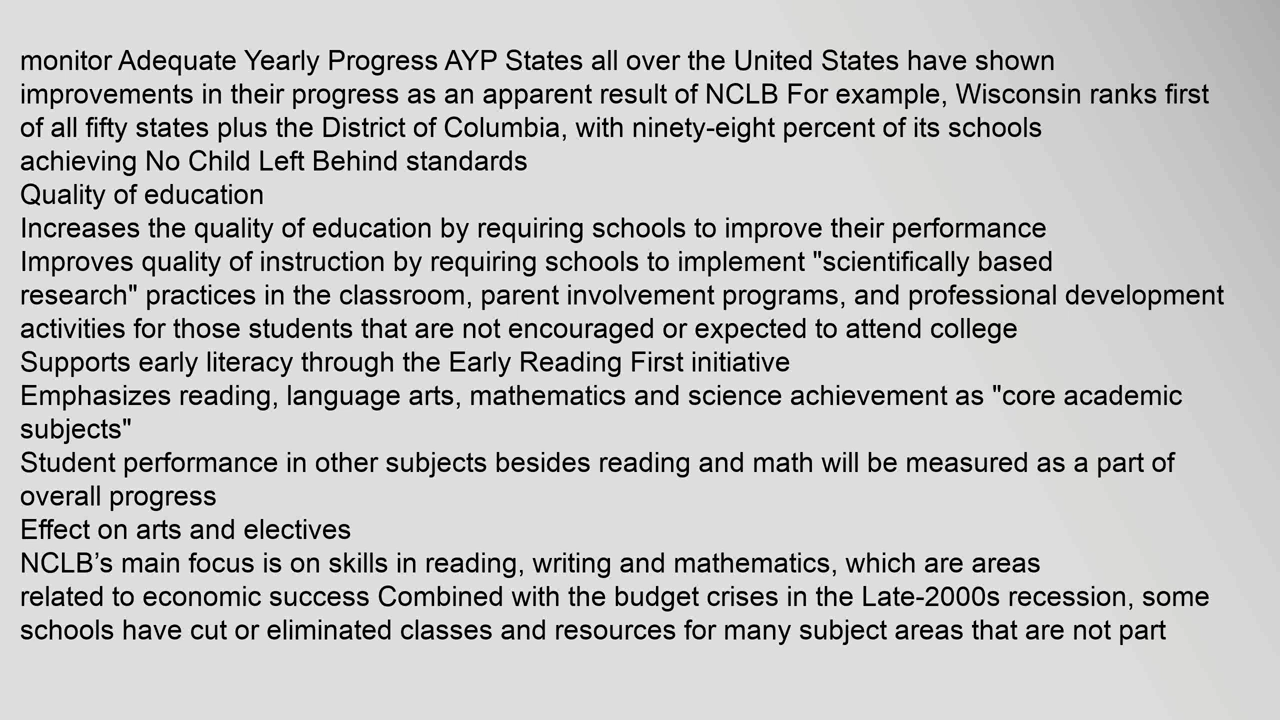 monitor Adequate Yearly Progress AYP States all over the United States have shown
improvements in their progress as an apparent result of NCLB For example, Wisconsin ranks first
of all fifty states plus the District of Columbia, with ninety-eight percent of its schools
achieving No Child Left Behind standards
Quality of education
Increases the quality of education by requiring schools to improve their performance
Improves quality of instruction by requiring schools to implement "scientifically based
research" practices in the classroom, parent involvement programs, and professional development
activities for those students that are not encouraged or expected to attend college
Supports early literacy through the Early Reading First initiative
Emphasizes reading, language arts, mathematics and science achievement as "core academic
subjects"
Student performance in other subjects besides reading and math will be measured as a part of
overall progress
Effect on arts and electives
NCLB’s main focus is on skills in reading, writing and mathematics, which are areas
related to economic success Combined with the budget crises in the Late-2000s recession, some
schools have cut or eliminated classes and resources for many subject areas that are not part